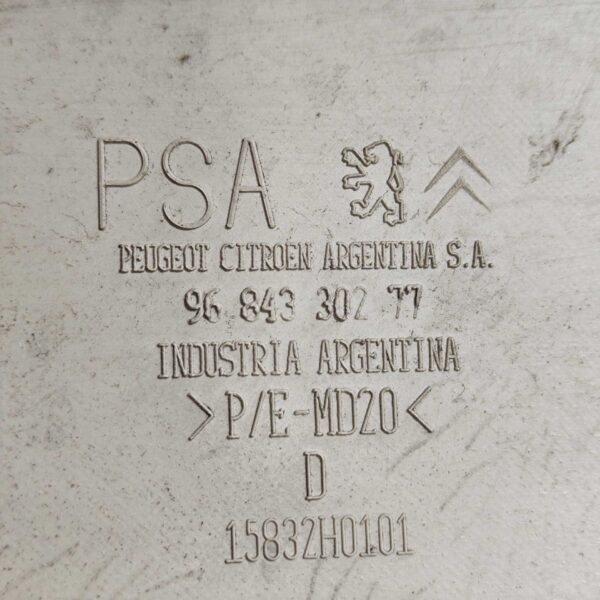 PSA
PEUGEOT CITROEN ARGENTINA S.A.
96 843 302 77
INDUSTRIA ARGENTINA
>P/E-MD20<
D
15832H0101